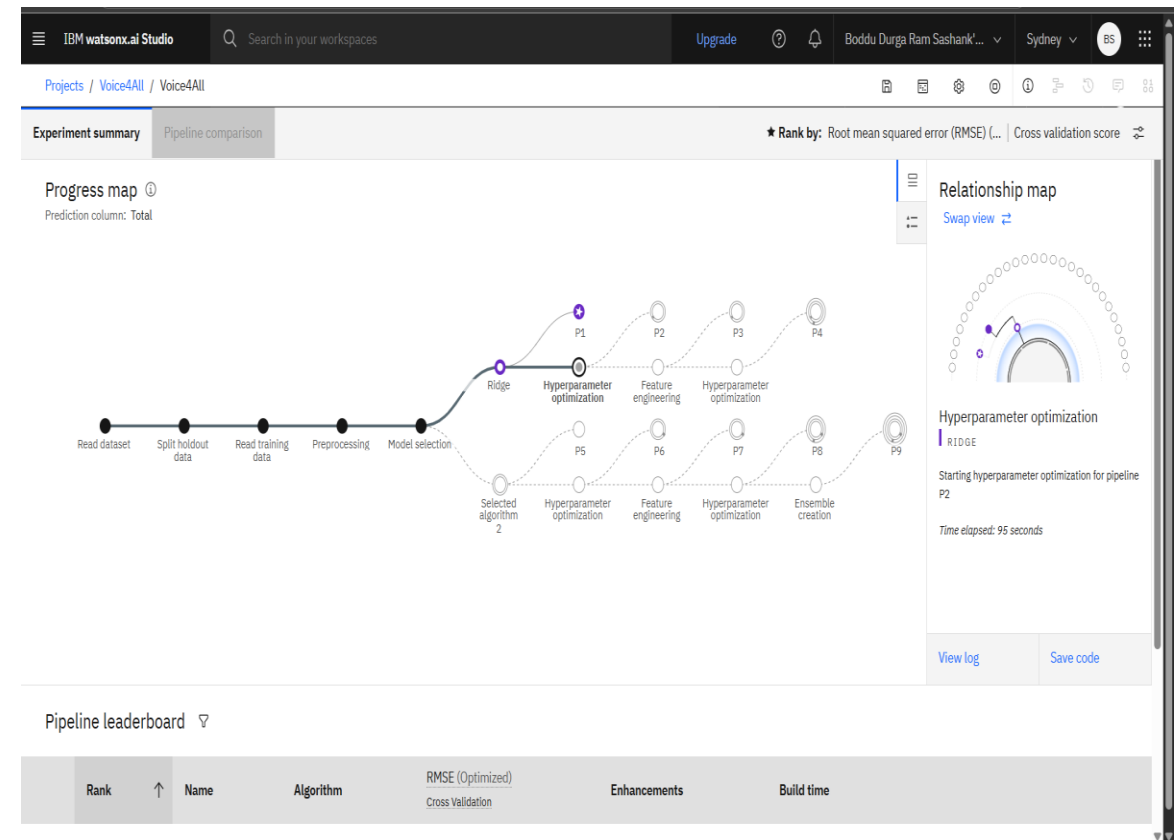 IBM watsonx.ai Studio
Search in your workspaces
Upgrade
Boddu Durga Ram Sashank'...
Sydney
BS
Projects / Voice4All / Voice4All
Experiment summary
Pipeline comparison
Rank by: Root mean squared error (RMSE) (... | Cross validation score
Progress map
Prediction column: Total
P1
P2
P3
P4
Ridge
Hyperparameter
optimization
Feature
engineering
Hyperparameter
optimization
Read dataset
Split holdout
data
Read training
data
Preprocessing
Model selection
P5
P6
P7
P8
P9
Selected
algorithm
2
Hyperparameter
optimization
Feature
engineering
Hyperparameter
optimization
Ensemble
creation
Relationship map
Swap view
Hyperparameter optimization
RIDGE
Starting hyperparameter optimization for pipeline
P2
Time elapsed: 95 seconds
View log
Save code
Pipeline leaderboard
Rank
Name
Algorithm
RMSE (Optimized)
Cross Validation
Enhancements
Build time